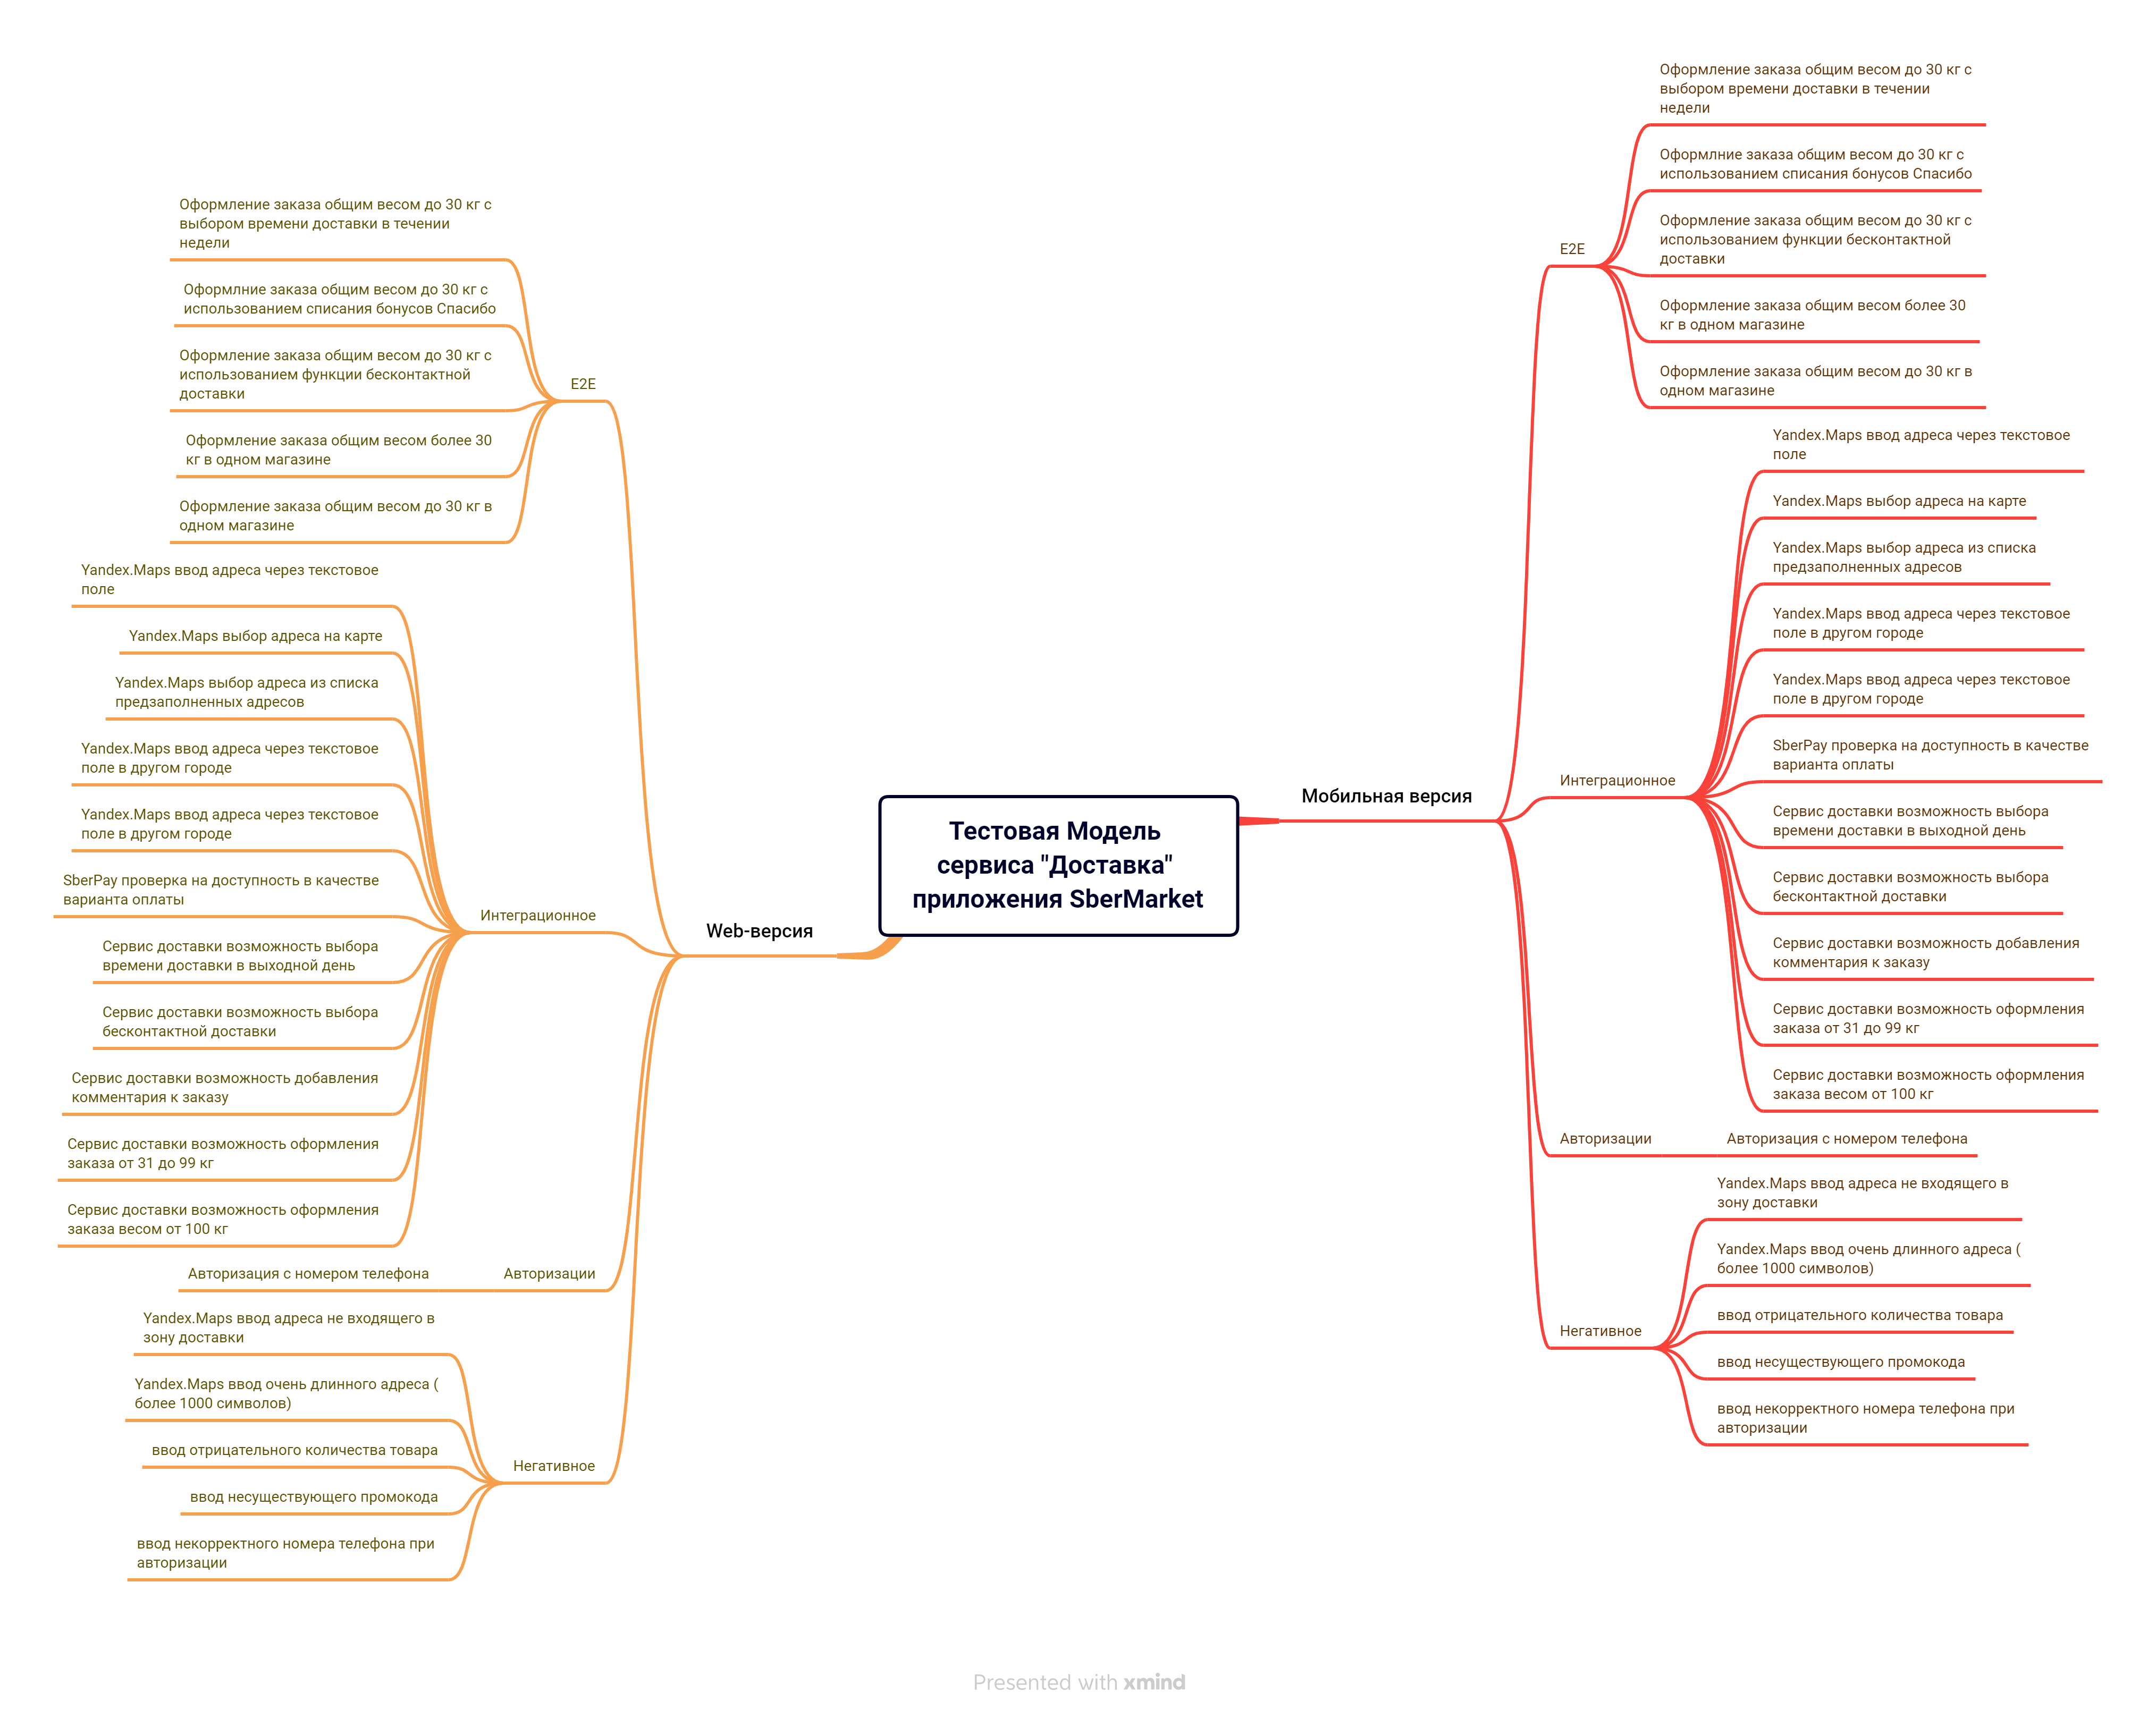 Тестовая Модель
сервиса "Доставка"
приложения SberMarket
Мобильная версия
E2E
Оформление заказа общим весом до 30 кг с
выбором времени доставки в течении
недели
Оформлние заказа общим весом до 30 кг с
использованием списания бонусов Спасибо
Оформление заказа общим весом до 30 кг с
использованием функции бесконтактной
доставки
Оформление заказа общим весом более 30
кг в одном магазине
Оформление заказа общим весом до 30 кг в
одном магазине
Интеграционное
Yandex.Maps ввод адреса через текстовое
поле
Yandex.Maps выбор адреса на карте
Yandex.Maps выбор адреса из списка
предзаполненных адресов
Yandex.Maps ввод адреса через текстовое
поле в другом городе
Yandex.Maps ввод адреса через текстовое
поле в другом городе
SberPay проверка на доступность в качестве
варианта оплаты
Сервис доставки возможность выбора
времени доставки в выходной день
Сервис доставки возможность выбора
бесконтактной доставки
Сервис доставки возможность добавления
комментария к заказу
Сервис доставки возможность оформления
заказа от 31 до 99 кг
Сервис доставки возможность оформления
заказа весом от 100 кг
Авторизации
Авторизация с номером телефона
Негативное
Yandex.Maps ввод адреса не входящего в
зону доставки
Yandex.Maps ввод очень длинного адреса (
более 1000 символов)
ввод отрицательного количества товара
ввод несуществующего промокода
ввод некорректного номера телефона при
авторизации
Web-версия
E2E
Оформление заказа общим весом до 30 кг с
выбором времени доставки в течении
недели
Оформлние заказа общим весом до 30 кг с
использованием списания бонусов Спасибо
Оформление заказа общим весом до 30 кг с
использованием функции бесконтактной
доставки
Оформление заказа общим весом более 30
кг в одном магазине
Оформление заказа общим весом до 30 кг в
одном магазине
Интеграционное
Yandex.Maps ввод адреса через текстовое
поле
Yandex.Maps выбор адреса на карте
Yandex.Maps выбор адреса из списка
предзаполненных адресов
Yandex.Maps ввод адреса через текстовое
поле в другом городе
Yandex.Maps ввод адреса через текстовое
поле в другом городе
SberPay проверка на доступность в качестве
варианта оплаты
Сервис доставки возможность выбора
времени доставки в выходной день
Сервис доставки возможность выбора
бесконтактной доставки
Сервис доставки возможность добавления
комментария к заказу
Сервис доставки возможность оформления
заказа от 31 до 99 кг
Сервис доставки возможность оформления
заказа весом от 100 кг
Авторизации
Авторизация с номером телефона
Негативное
Yandex.Maps ввод адреса не входящего в
зону доставки
Yandex.Maps ввод очень длинного адреса (
более 1000 символов)
ввод отрицательного количества товара
ввод несуществующего промокода
ввод некорректного номера телефона при
авторизации
Presented with xmind